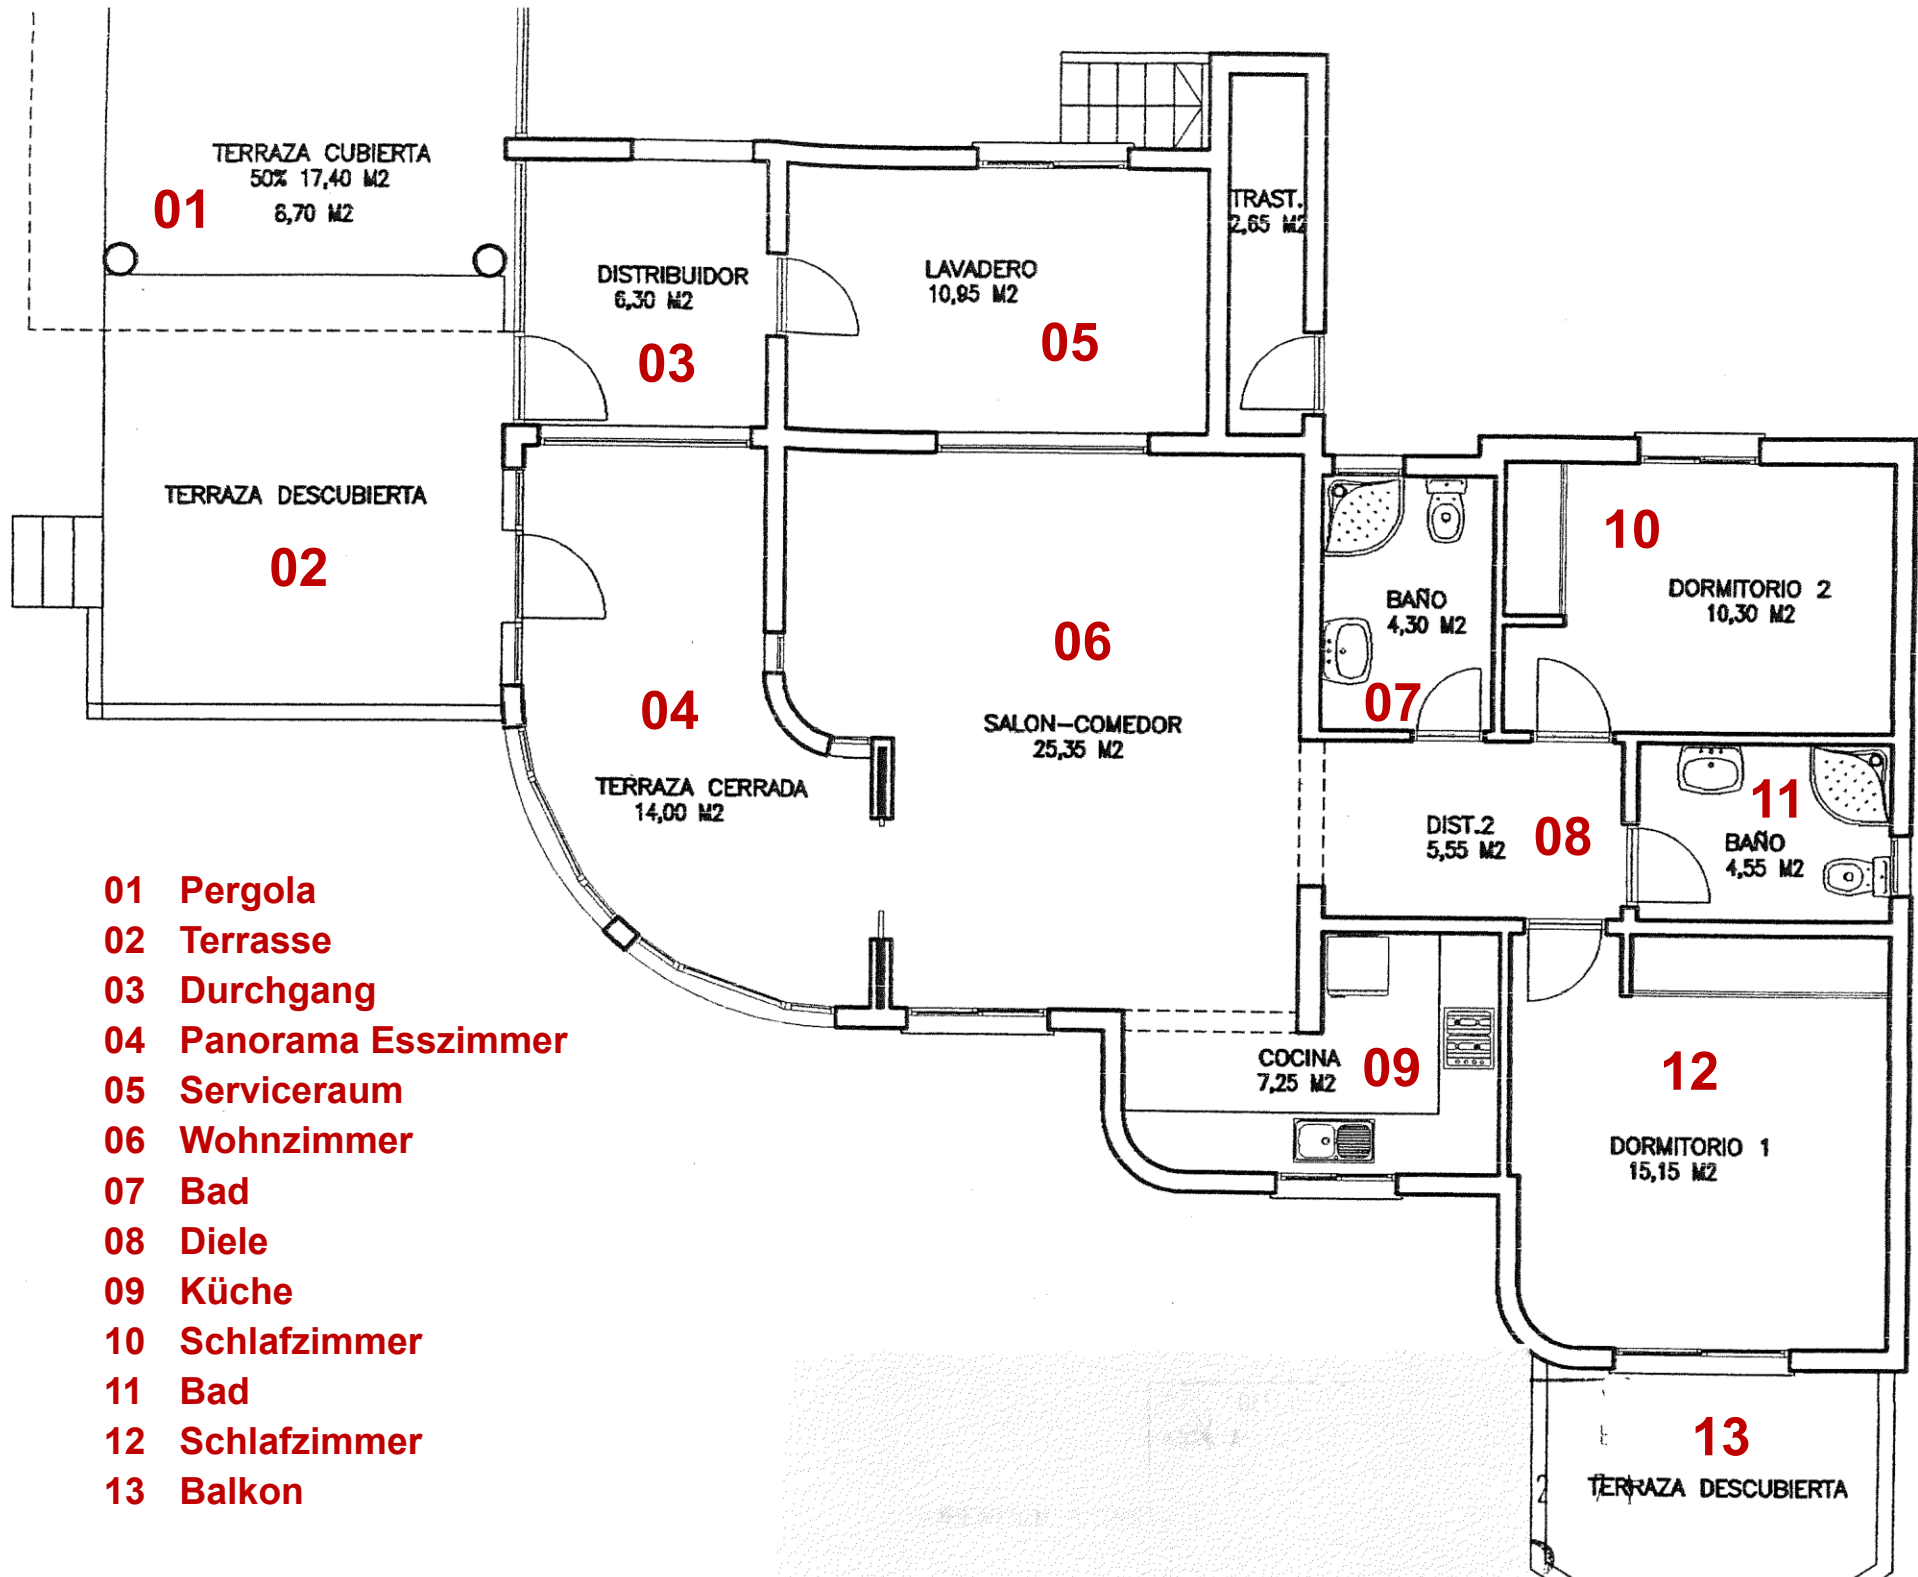 TERRAZA CUBIERTA
50% 17,40 M2
8,70 M2
01
TRAST.
2,65 M2
DISTRIBUIDOR
6,30 M2
03
LAVADERO
10,95 M2
05
TERRAZA DESCUBIERTA
02
10
DORMITORIO 2
10,30 M2
BAÑO
4,30 M2
07
06
SALON-COMEDOR
25,35 M2
04
TERRAZA CERRADA
14,00 M2
DIST.2
5,55 M2
08
11
BAÑO
4,55 M2
COCINA
7,25 M2
09
12
DORMITORIO 1
15,15 M2
13
TERRAZA DESCUBIERTA
01 Pergola
02 Terrasse
03 Durchgang
04 Panorama Esszimmer
05 Serviceraum
06 Wohnzimmer
07 Bad
08 Diele
09 Küche
10 Schlafzimmer
11 Bad
12 Schlafzimmer
13 Balkon